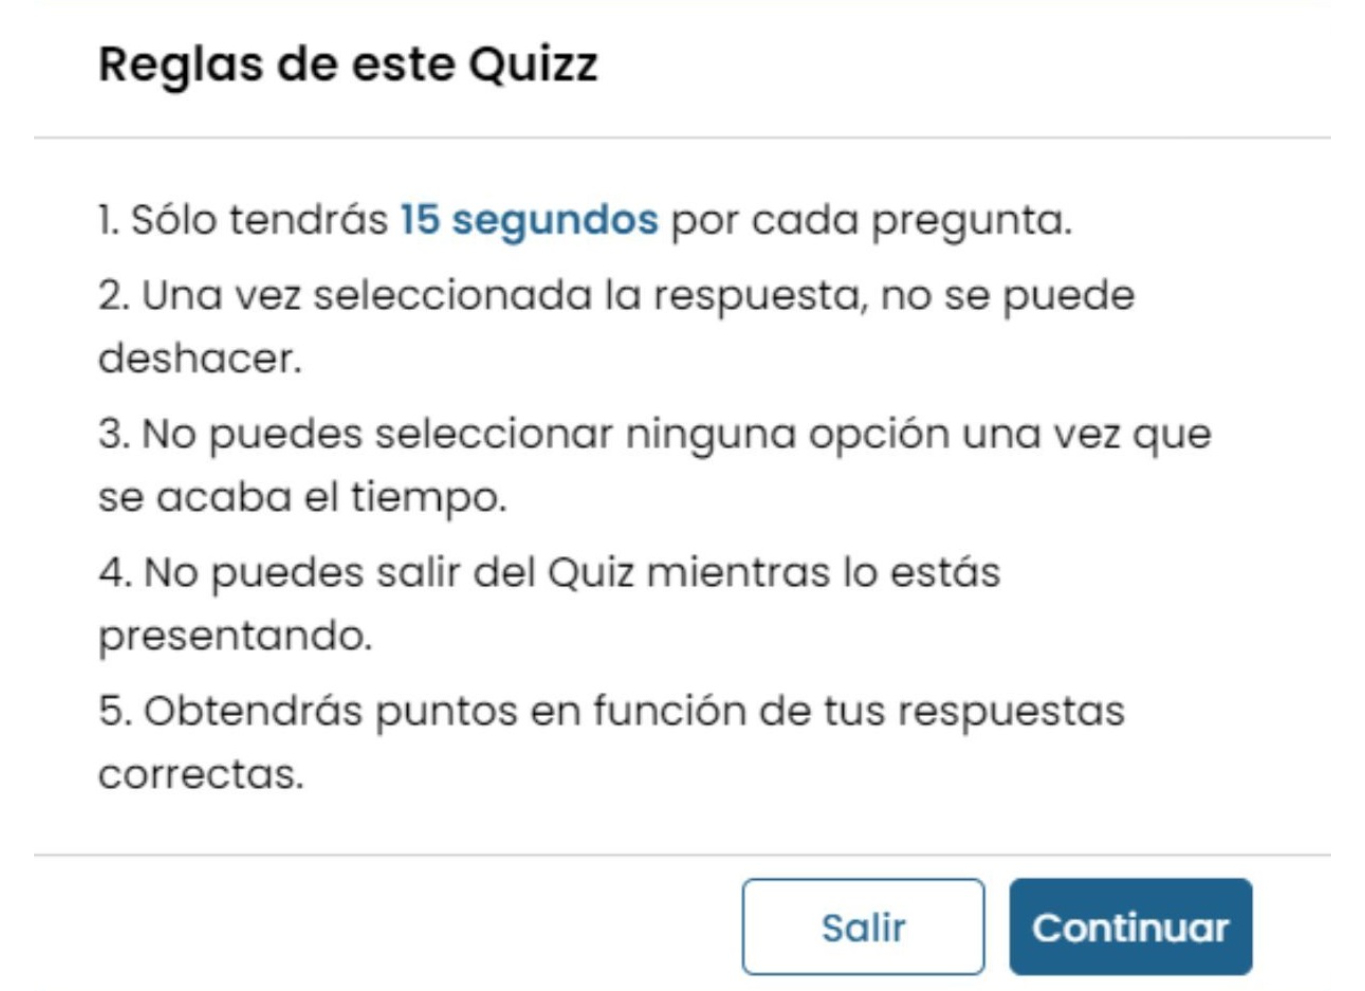 Reglas de este Quizz
1. Sólo tendrás 15 segundos por cada pregunta.
2. Una vez seleccionada la respuesta, no se puede
deshacer.
3. No puedes seleccionar ninguna opción una vez que
se acaba el tiempo.
4. No puedes salir del Quiz mientras lo estás
presentando.
5. Obtendrás puntos en función de tus respuestas
correctas.
Salir
Continuar